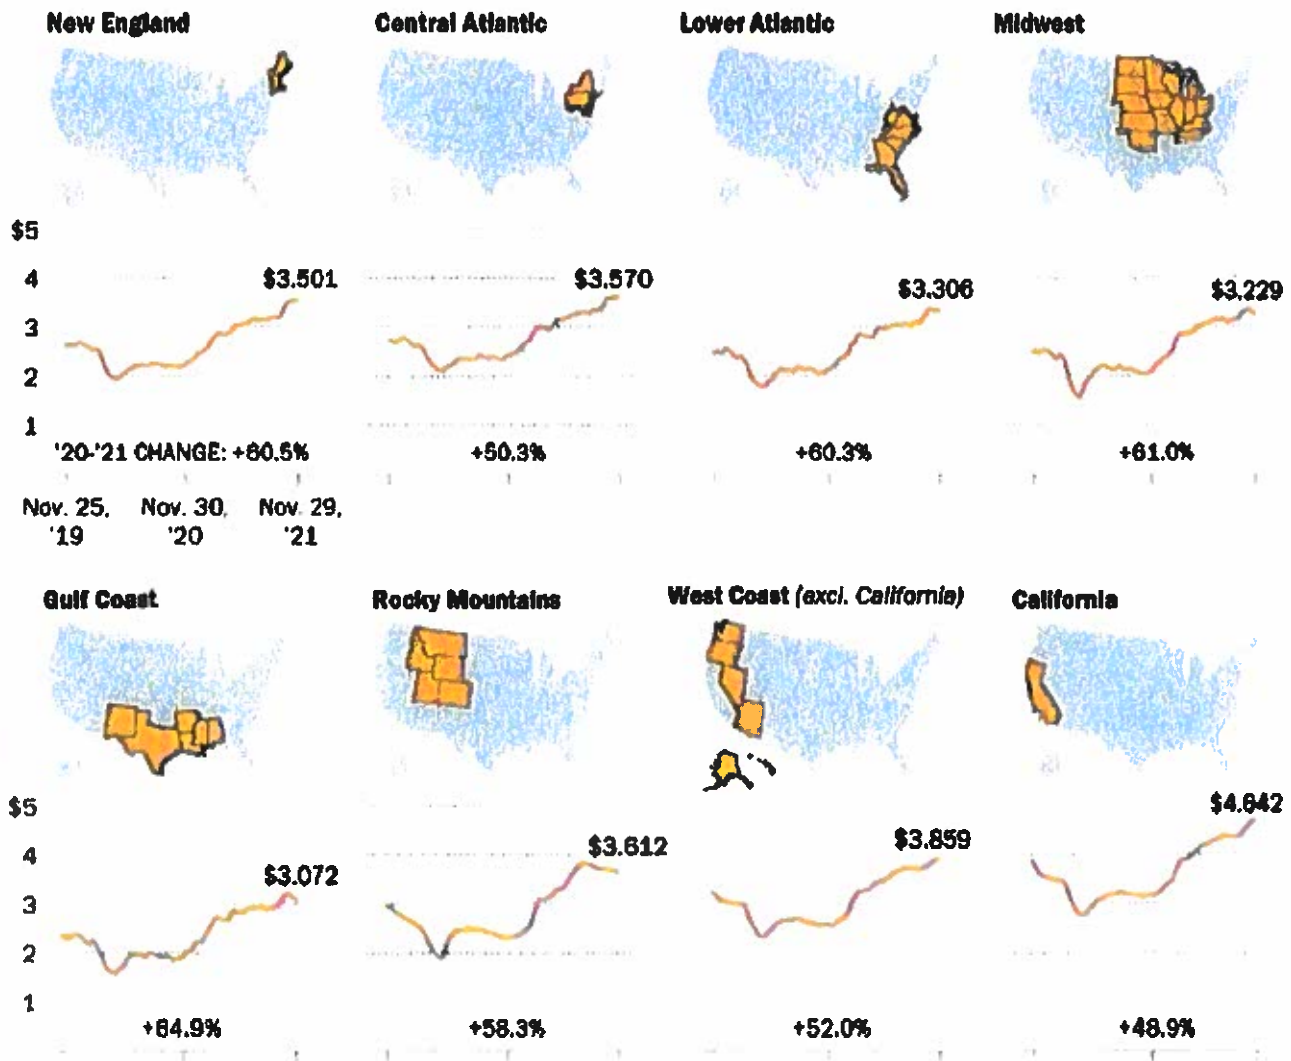 New England
Central Atlantic
Lower Atlantic
Midwest
$5
4
3
2
1
$3.501
$3.570
$3.306
$3.229
'20-'21 CHANGE: +60.5%
+50.3%
+60.3%
+61.0%
Nov. 25, '19
Nov. 30, '20
Nov. 29, '21
Gulf Coast
Rocky Mountains
West Coast (excl. California)
California
$5
4
3
2
1
$3.072
$3.612
$3.859
$4.642
+64.9%
+58.3%
+52.0%
+48.9%